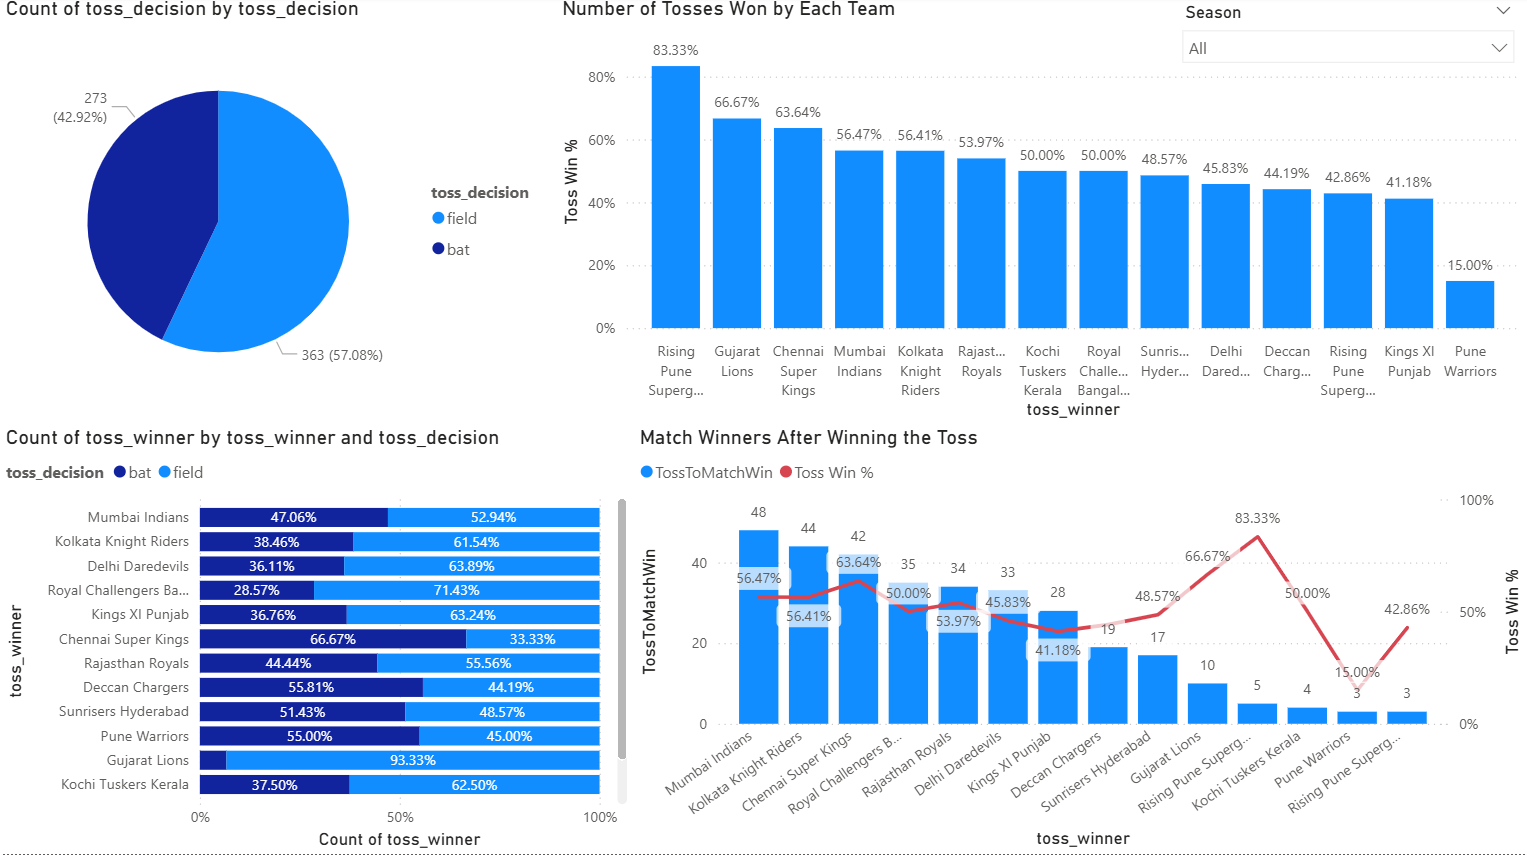 Count of toss_decision by toss_decision
273
(42.92%)
363 (57.08%)
toss_decision
field
bat
Number of Tosses Won by Each Team
Season
All
Toss Win %
80%
60%
40%
20%
0%
83.33%
66.67%
63.64%
56.47%
56.41%
53.97%
50.00%
50.00%
48.57%
45.83%
44.19%
42.86%
41.18%
15.00%
Rising
Pune
Superg...
Gujarat
Lions
Chennai
Super
Kings
Mumbai
Indians
Kolkata
Knight
Riders
Rajast...
Royals
Kochi
Tuskers
Kerala
Royal
Challe...
Bangal...
Sunris...
Hyder...
Delhi
Dared...
Deccan
Charg...
Rising
Pune
Superg...
Kings XI
Punjab
Pune
Warriors
toss_winner
Count of toss_winner by toss_winner and toss_decision
toss_decision bat field
toss_winner
Mumbai Indians 47.06% 52.94%
Kolkata Knight Riders 38.46% 61.54%
Delhi Daredevils 36.11% 63.89%
Royal Challengers Ba... 28.57% 71.43%
Kings XI Punjab 36.76% 63.24%
Chennai Super Kings 66.67% 33.33%
Rajasthan Royals 44.44% 55.56%
Deccan Chargers 55.81% 44.19%
Sunrisers Hyderabad 51.43% 48.57%
Pune Warriors 55.00% 45.00%
Gujarat Lions 93.33%
Kochi Tuskers Kerala 37.50% 62.50%
0% 50% 100%
Count of toss_winner
Match Winners After Winning the Toss
TossToMatchWin Toss Win %
TossToMatchWin
40
20
0
48
44
42
35
34
33
28
19
17
10
5
4
3
3
56.47%
56.41%
63.64%
50.00%
53.97%
45.83%
41.18%
48.57%
66.67%
83.33%
50.00%
15.00%
42.86%
100%
50%
0%
Toss Win %
Mumbai Indians
Kolkata Knight Riders
Chennai Super Kings
Royal Challengers B...
Rajasthan Royals
Delhi Daredevils
Kings XI Punjab
Deccan Chargers
Sunrisers Hyderabad
Gujarat Lions
Rising Pune Superg...
Kochi Tuskers Kerala
Pune Warriors
Rising Pune Superg...
toss_winner